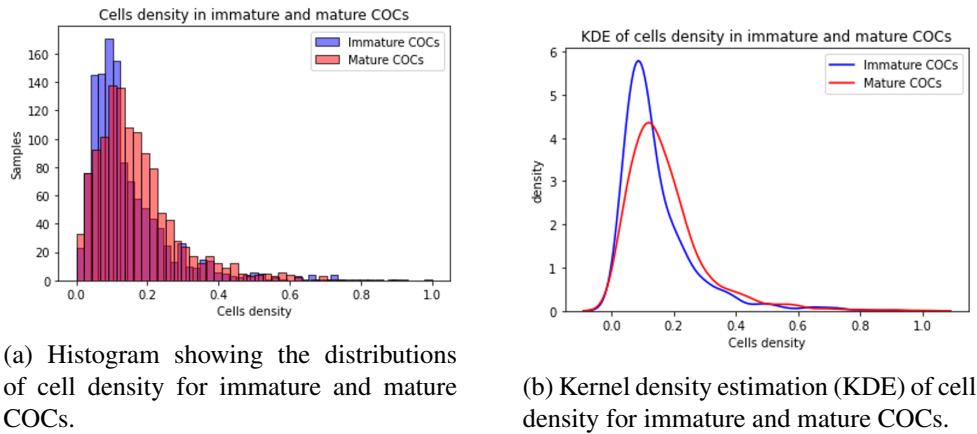 Cells density in immature and mature COCs
Immature COCs
Mature COCs
Samples
160
140
120
100
80
60
40
20
0
0.0 0.2 0.4 0.6 0.8 1.0
Cells density
(a) Histogram showing the distributions
of cell density for immature and mature
COCs.
KDE of cells density in immature and mature COCs
Immature COCs
Mature COCs
density
6
5
4
3
2
1
0
0.0 0.2 0.4 0.6 0.8 1.0
Cells density
(b) Kernel density estimation (KDE) of cell
density for immature and mature COCs.